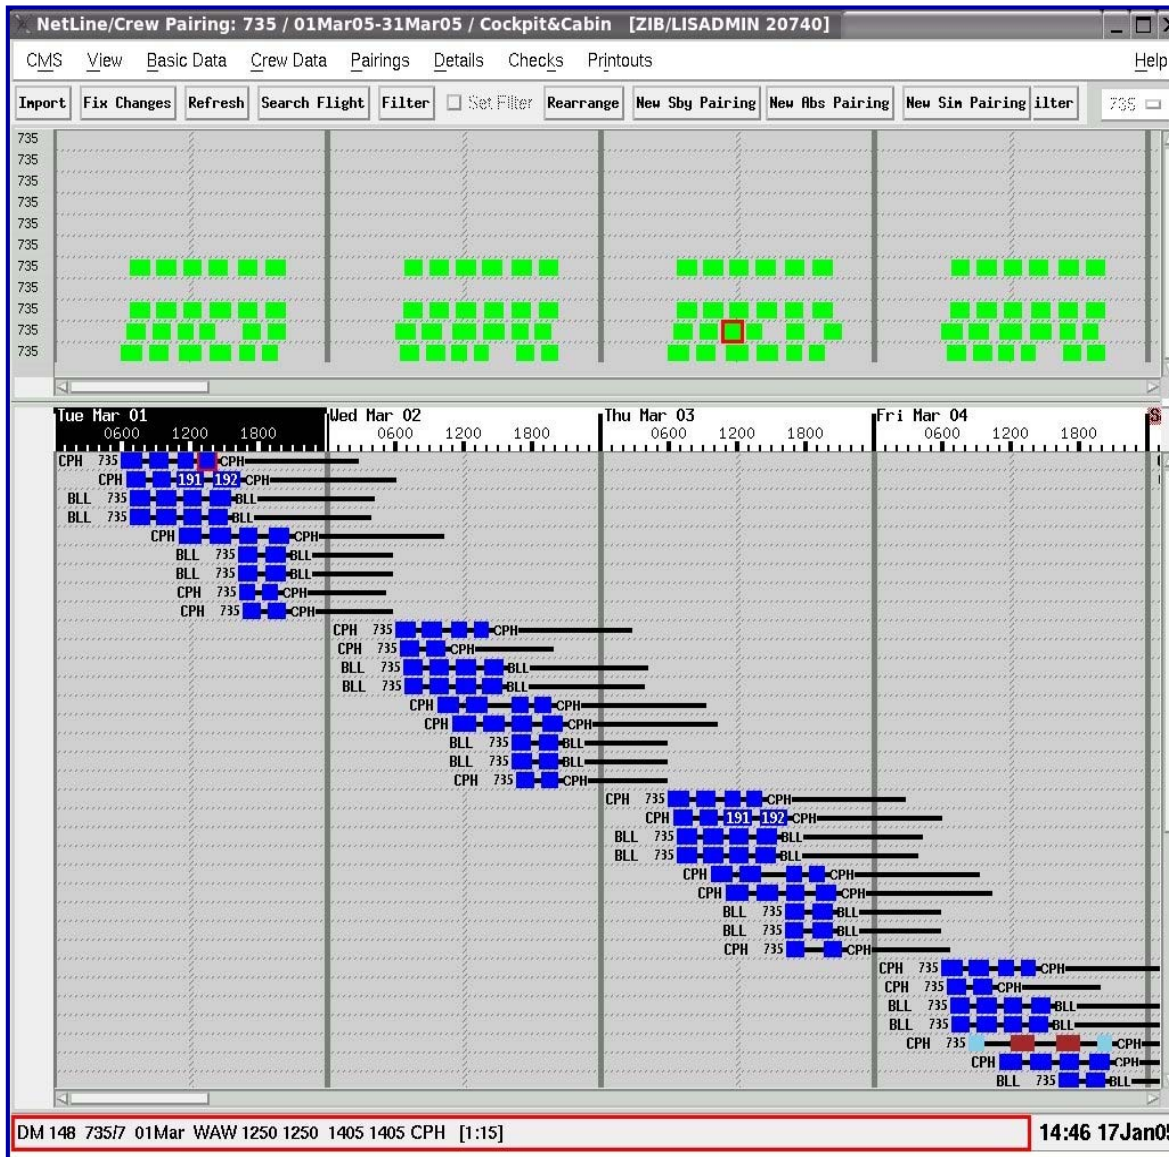 NetLine/Crew Pairing: 735 / 01Mar05-31Mar05 / Cockpit&Cabin [ZIB/LISADMIN 20740]
CMS View Basic Data Crew Data Pairings Details Checks Printouts Help
Import Fix Changes Refresh Search Flight Filter Set Filter Rearrange New Sby Pairing New Abs Pairing New Sim Pairing ilter 735
735
735
735
735
735
735
735
735
735
735
735
Tue Mar 01 Wed Mar 02 Thu Mar 03 Fri Mar 04 S
0600 1200 1800 0600 1200 1800 0600 1200 1800 0600 1200 1800
CPH 735 CPH
CPH 191 192 CPH
BLL 735 BLL
BLL 735 BLL
CPH CPH
BLL 735 BLL
BLL 735 BLL
CPH 735 CPH
CPH 735 CPH
CPH 735 CPH
CPH 735 CPH
BLL 735 BLL
BLL 735 BLL
CPH CPH
CPH CPH
BLL 735 BLL
BLL 735 BLL
CPH 735 CPH
CPH 735 CPH
CPH 191 192 CPH
BLL 735 BLL
BLL 735 BLL
CPH CPH
CPH CPH
BLL 735 BLL
BLL 735 BLL
CPH 735 CPH
CPH 735 CPH
CPH 735 CPH
BLL 735 BLL
BLL 735 BLL
CPH 735 CPH
CPH CPH
BLL 735 BLL
DM 148 735/7 01Mar WAW 1250 1250 1405 1405 CPH [1:15] 14:46 17Jan05